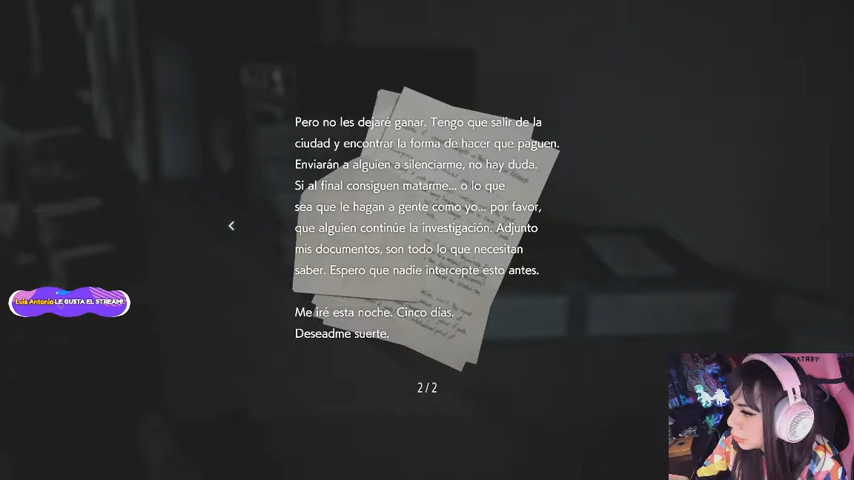 Pero no les dejaré ganar. Tengo que salir de la
ciudad y encontrar la forma de hacer que paguen.
Enviarán a alguien a silenciarme, no hay duda.
Si al final consiguen matarme... o lo que
sea que le hagan a gente como yo... por favor,
que alguien continúe la investigación. Adjunto
mis documentos, son todo lo que necesitan
saber. Espero que nadie intercepte esto antes.
Me iré esta noche. Cinco días.
Deseadme suerte.
2/2
Luis Antonio LE GUSTA EL STREAM!